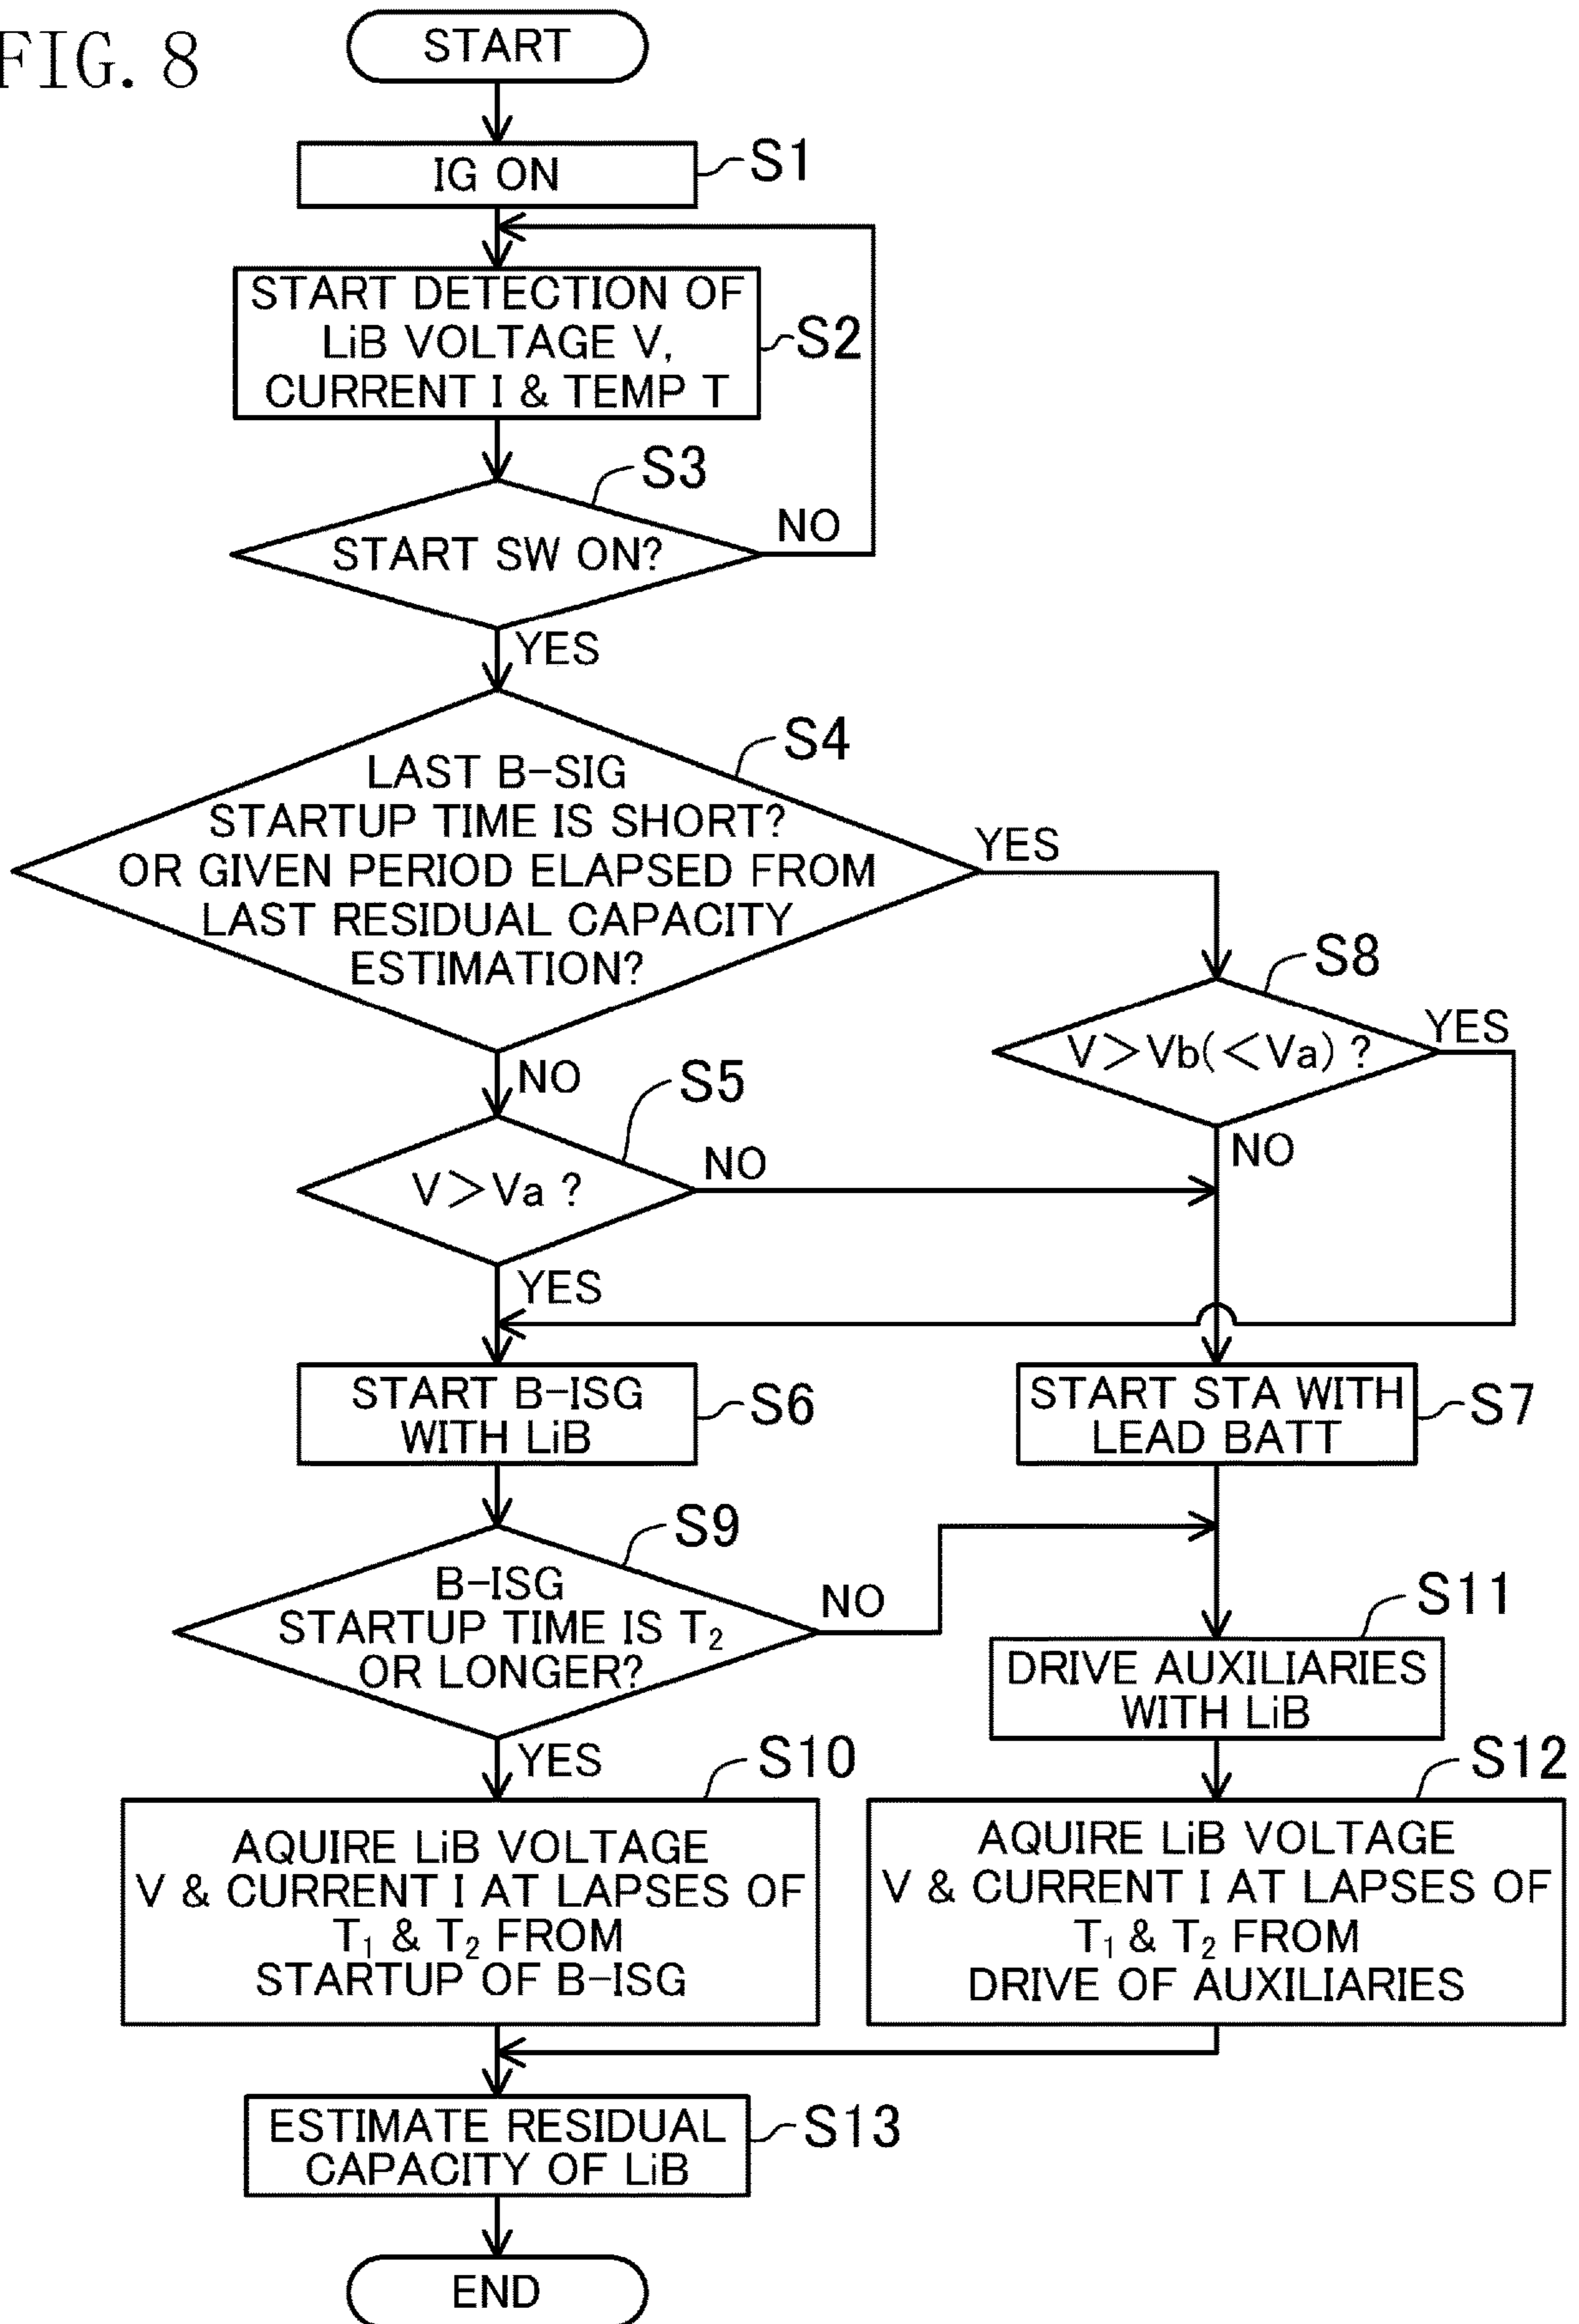 FIG. 8
START
IG ON
S1
START DETECTION OF
LiB VOLTAGE V,
CURRENT I & TEMP T
S2
S3
START SW ON?
NO
YES
S4
LAST B-SIG
STARTUP TIME IS SHORT?
OR GIVEN PERIOD ELAPSED FROM
LAST RESIDUAL CAPACITY
ESTIMATION?
YES
NO
S8
V>Vb(<Va) ?
YES
NO
S5
V>Va ?
NO
YES
START B-ISG
WITH LiB
S6
START STA WITH
LEAD BATT
S7
S9
B-ISG
STARTUP TIME IS T₂
OR LONGER?
NO
YES
S11
DRIVE AUXILIARIES
WITH LiB
S10
AQUIRE LiB VOLTAGE
V & CURRENT I AT LAPSES OF
T₁ & T₂ FROM
STARTUP OF B-ISG
S12
AQUIRE LiB VOLTAGE
V & CURRENT I AT LAPSES OF
T₁ & T₂ FROM
DRIVE OF AUXILIARIES
ESTIMATE RESIDUAL
CAPACITY OF LiB
S13
END